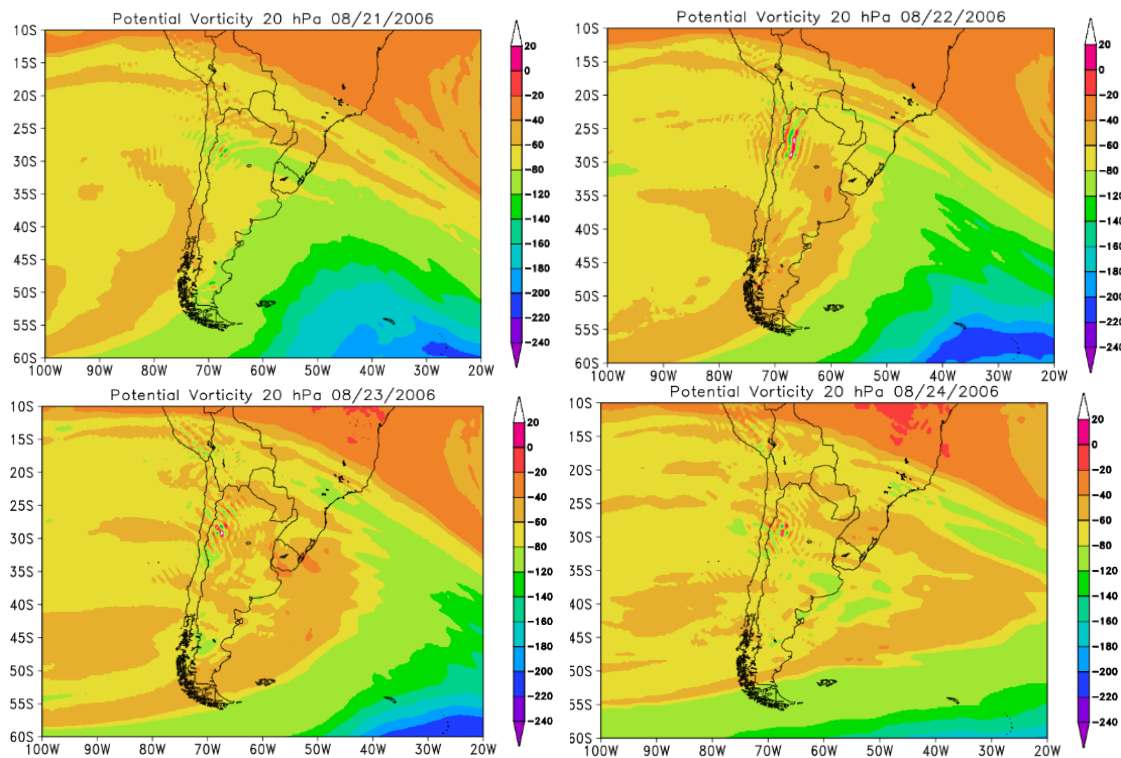 Potential Vorticity 20 hPa 08/21/2006
10S
15S
20S
25S
30S
35S
40S
45S
50S
55S
60S
100W 90W 80W 70W 60W 50W 40W 30W 20W
20
0
-20
-40
-60
-80
-120
-140
-160
-180
-200
-220
-240
Potential Vorticity 20 hPa 08/22/2006
10S
15S
20S
25S
30S
35S
40S
45S
50S
55S
60S
100W 90W 80W 70W 60W 50W 40W 30W 20W
20
0
-20
-40
-60
-80
-120
-140
-160
-180
-200
-220
-240
Potential Vorticity 20 hPa 08/23/2006
10S
15S
20S
25S
30S
35S
40S
45S
50S
55S
60S
100W 90W 80W 70W 60W 50W 40W 30W 20W
20
0
-20
-40
-60
-80
-120
-140
-160
-180
-200
-220
-240
Potential Vorticity 20 hPa 08/24/2006
10S
15S
20S
25S
30S
35S
40S
45S
50S
55S
60S
100W 90W 80W 70W 60W 50W 40W 30W 20W
20
0
-20
-40
-60
-80
-120
-140
-160
-180
-200
-220
-240